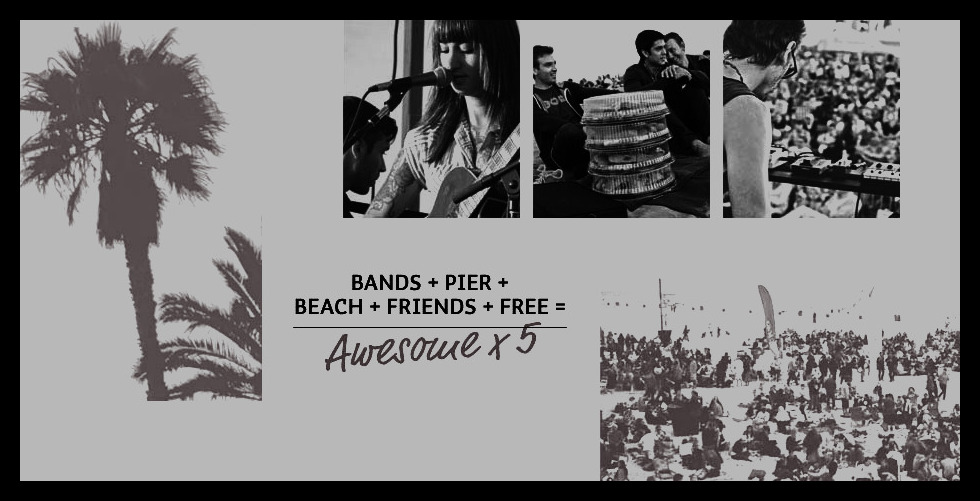 BANDS + PIER +
BEACH + FRIENDS + FREE =
Awesome x 5